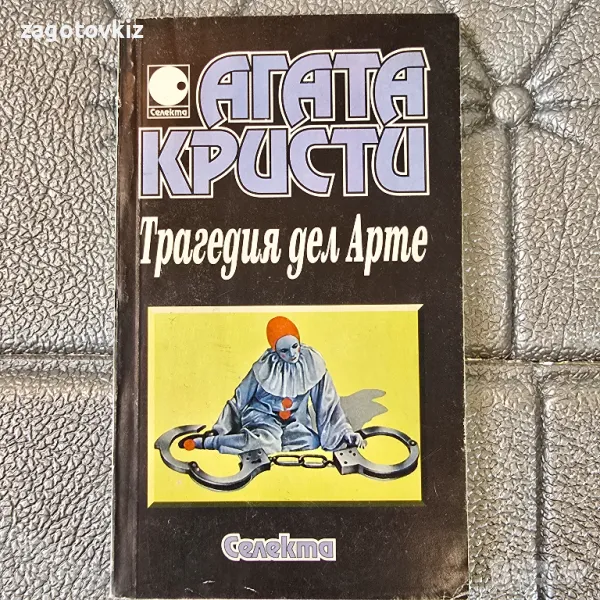 zagotovkiz
Селекта
АГАТА
КРИСТИ
Трагедия дел Арте
Селекта